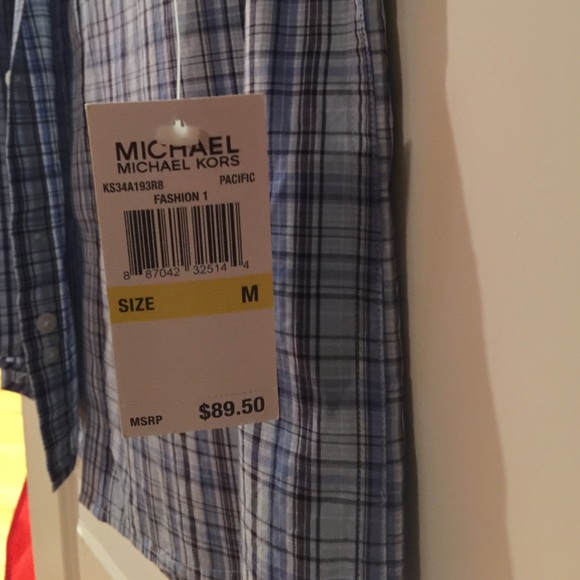 MICHAEL
MICHAEL KORS
KS34A193R8 PACIFIC
FASHION 1
8 87042 32514 4
SIZE M
MSRP $89.50